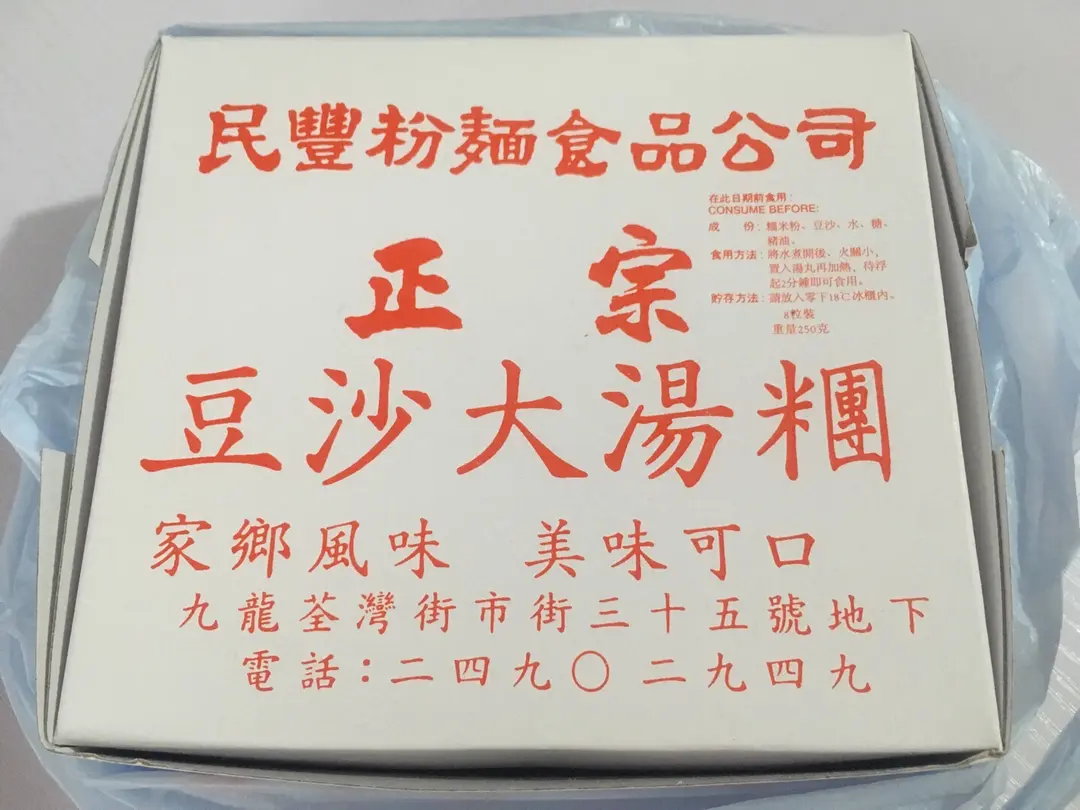 民豐粉麵食品公司
在此日期前食用:
CONSUME BEFORE:
成　份: 糯米粉、豆沙、水、糖、
豬油。
食用方法: 將水煮開後、火關小,
置入湯丸再加熱, 待浮
起2分鐘即可食用。
貯存方法: 請放入零下18℃冰櫃內。
8粒裝
重量250克
正宗
豆沙大湯糰
家鄉風味 美味可口
九龍荃灣街市街三十五號地下
電話:二四九〇二九四九